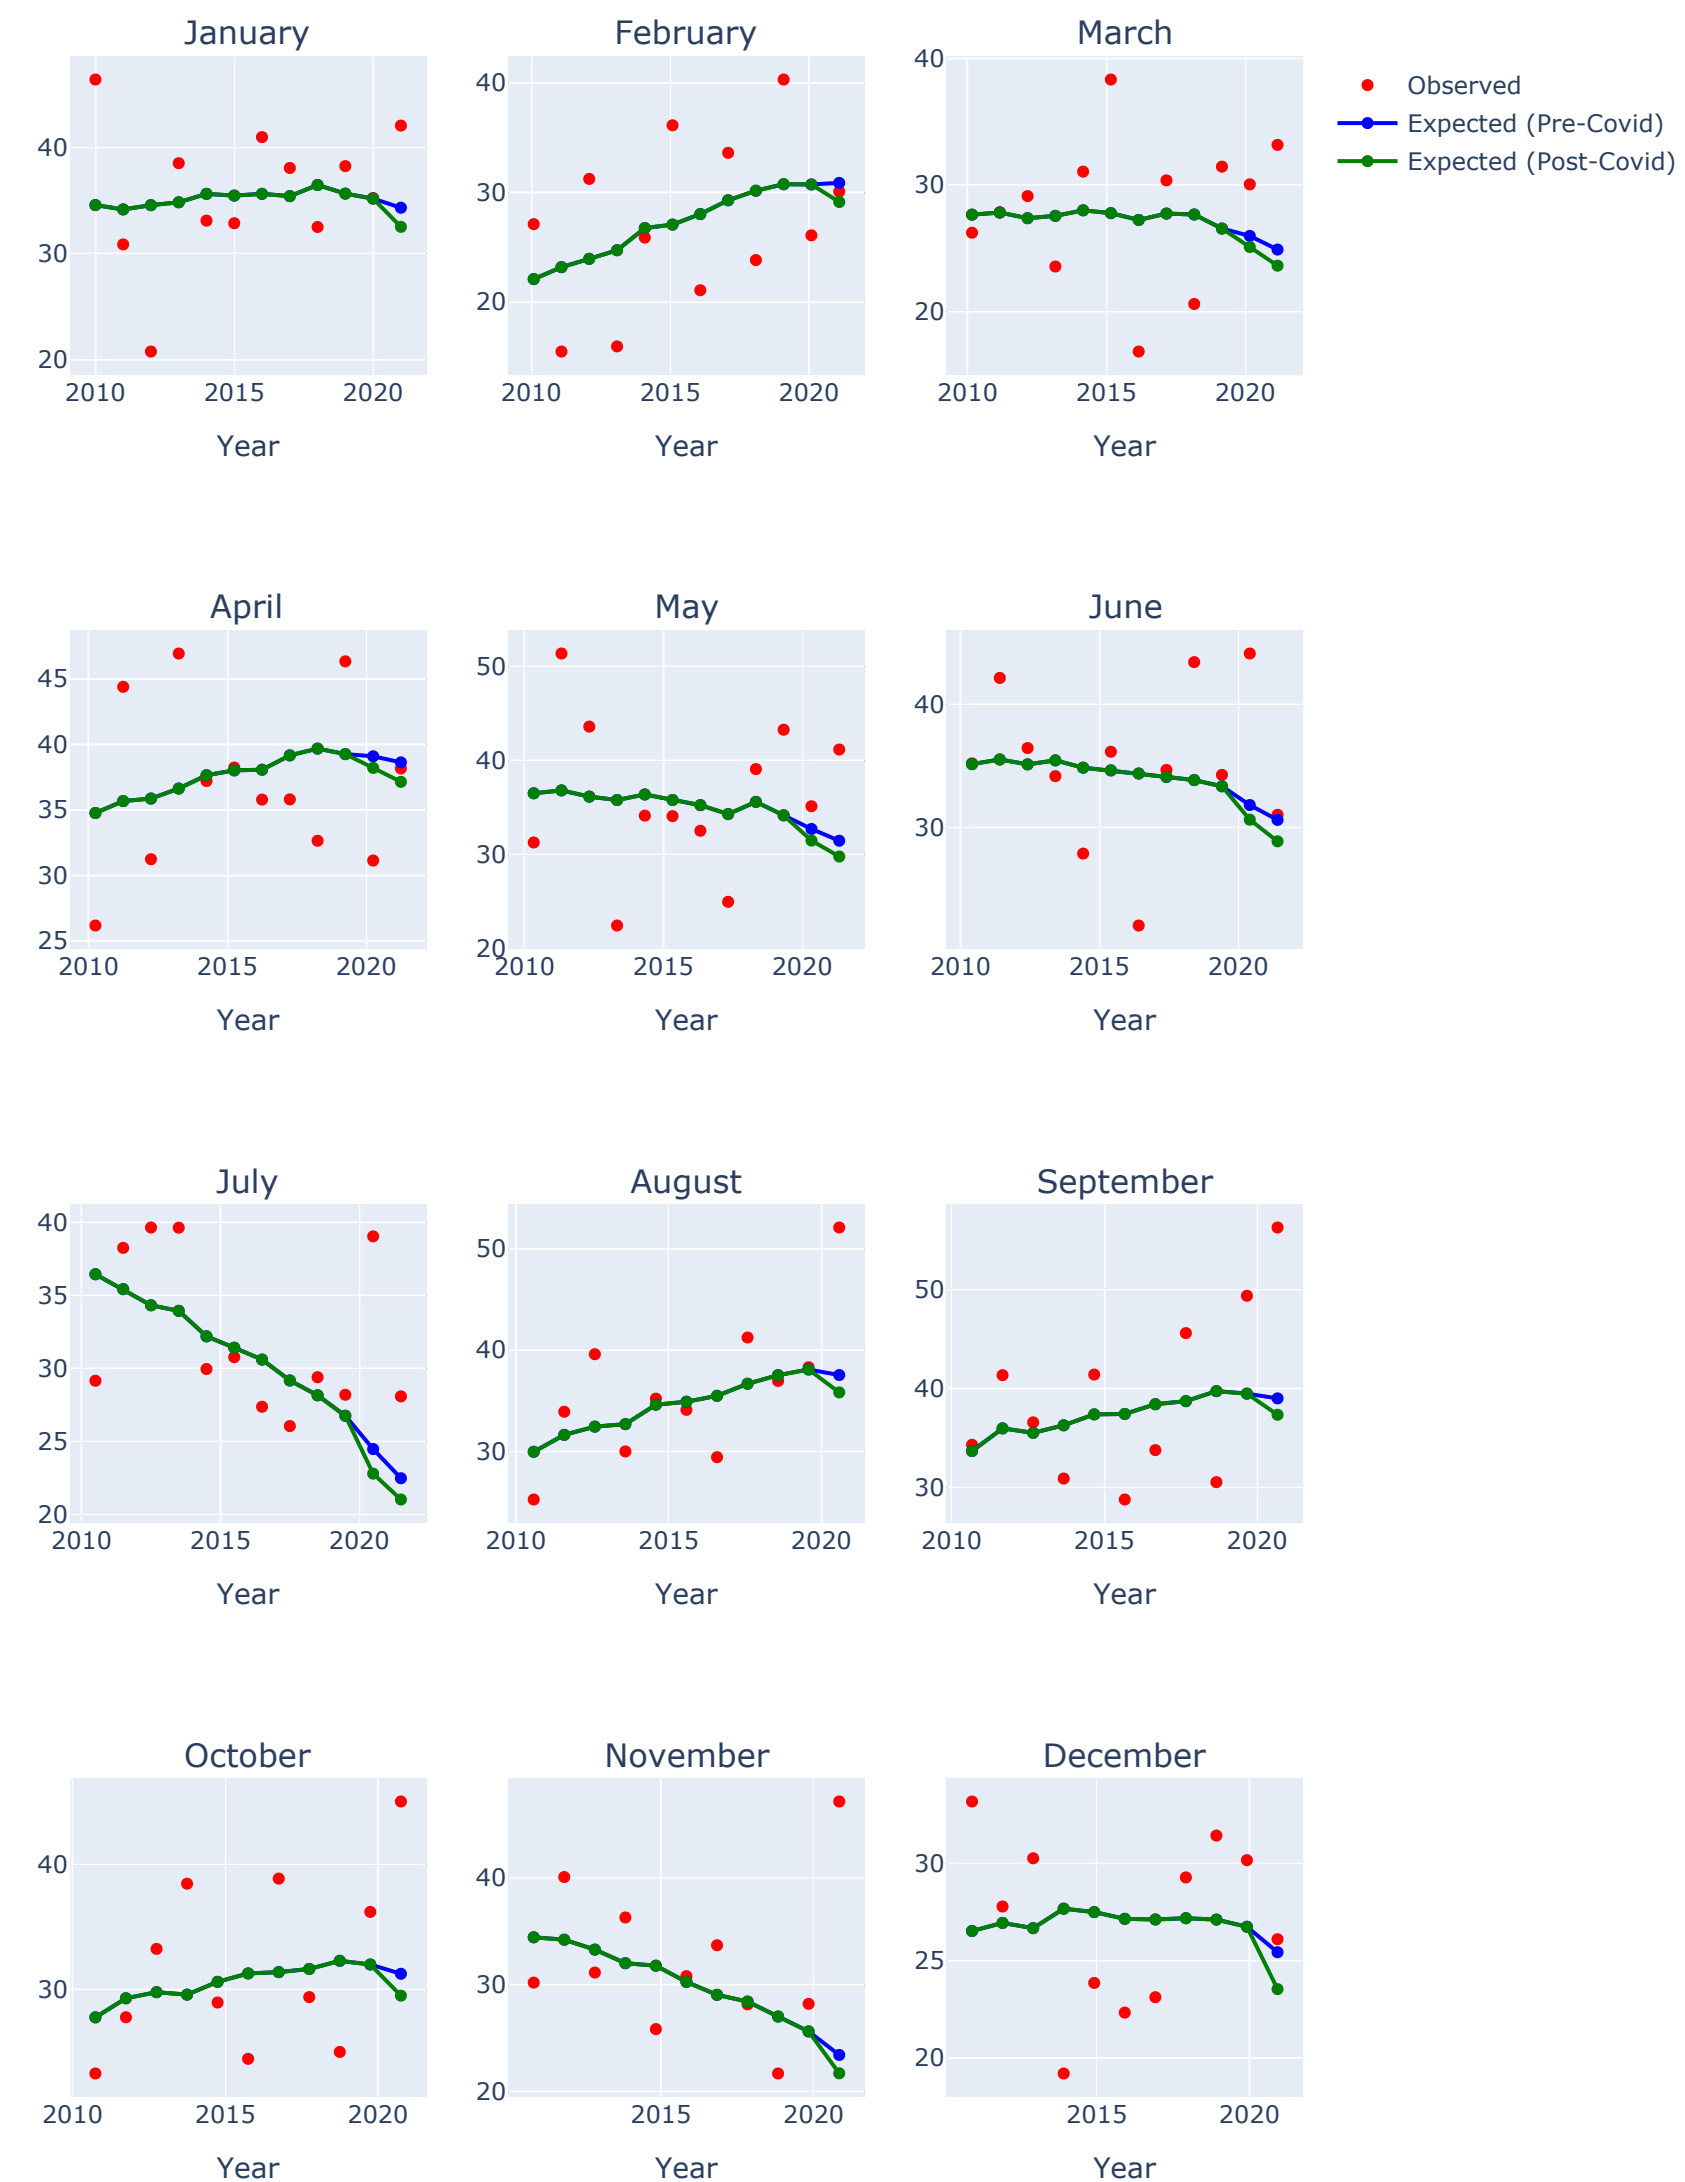 January
February
March
Observed
Expected (Pre-Covid)
Expected (Post-Covid)
40
30
20
2010
2015
2020
Year
40
30
20
2010
2015
2020
Year
40
30
20
2010
2015
2020
Year
April
May
June
45
40
35
30
25
2010
2015
2020
Year
50
40
30
20
2010
2015
2020
Year
40
30
2010
2015
2020
Year
July
August
September
40
35
30
25
20
2010
2015
2020
Year
50
40
30
2010
2015
2020
Year
50
40
30
2010
2015
2020
Year
October
November
December
40
30
2010
2015
2020
Year
40
30
20
2015
2020
Year
30
25
20
2015
2020
Year